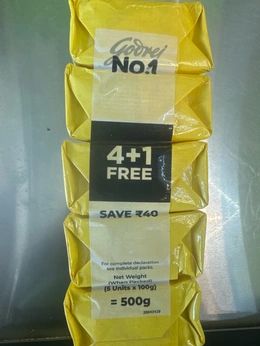 Godrej
No.1
4+1
FREE
SAVE ₹40
For complete declaration
see individual packs.
Net Weight
(When Packed)
(5 Units x 100g)
= 500g